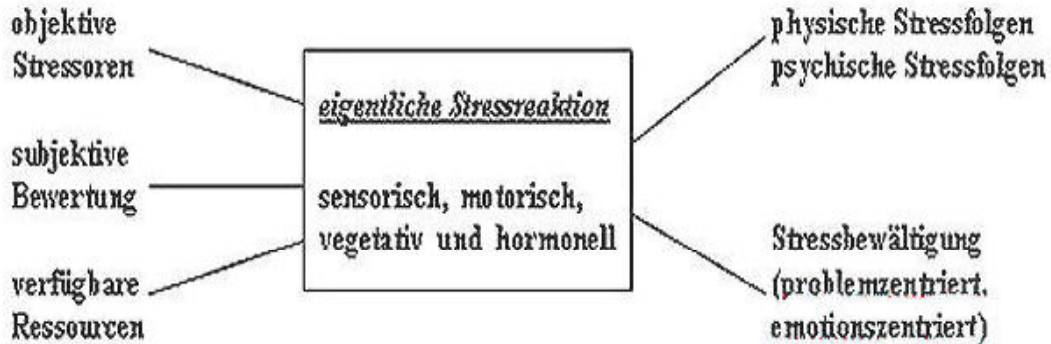 objektive
Stressoren
subjektive
Bewertung
verfügbare
Ressourcen
eigentliche Stressreaktion
sensorisch, motorisch,
vegetativ und hormonell
physische Stressfolgen
psychische Stressfolgen
Stressbewältigung
(problemzentriert,
emotionszentriert)